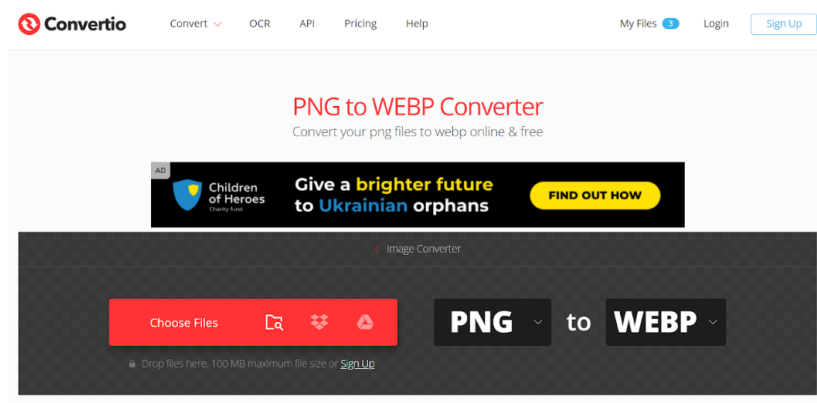 Convertio Convert OCR API Pricing Help My Files 3 Login Sign Up
PNG to WEBP Converter
Convert your png files to webp online & free
AD
Children
of Heroes
Charity fund
Give a brighter future
to Ukrainian orphans
FIND OUT HOW
Image Converter
Choose Files
PNG to WEBP
Drop files here. 100 MB maximum file size or Sign Up